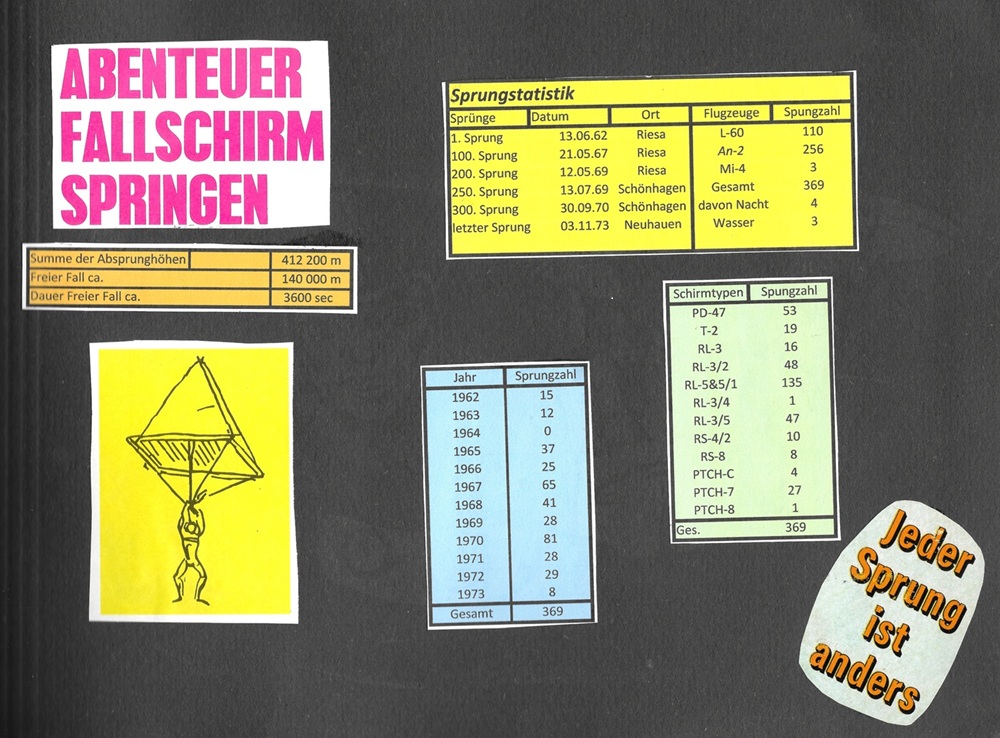 ABENTEUER
FALLSCHIRM
SPRINGEN
Summe der Absprunghöhen 412 200 m
Freier Fall ca. 140 000 m
Dauer Freier Fall ca. 3600 sec
Sprungstatistik
Sprünge Datum Ort Flugzeuge Spungzahl
1. Sprung 13.06.62 Riesa L-60 110
100. Sprung 21.05.67 Riesa An-2 256
200. Sprung 12.05.69 Riesa Mi-4 3
250. Sprung 13.07.69 Schönhagen Gesamt 369
300. Sprung 30.09.70 Schönhagen davon Nacht 4
letzter Sprung 03.11.73 Neuhauen Wasser 3
Jahr Sprungzahl
1962 15
1963 12
1964 0
1965 37
1966 25
1967 65
1968 41
1969 28
1970 81
1971 28
1972 29
1973 8
Gesamt 369
Schirmtypen Spungzahl
PD-47 53
T-2 19
RL-3 16
RL-3/2 48
RL-5&5/1 135
RL-3/4 1
RL-3/5 47
RS-4/2 10
RS-8 8
PTCH-C 4
PTCH-7 27
PTCH-8 1
Ges. 369
Jeder
Sprung
ist
anders